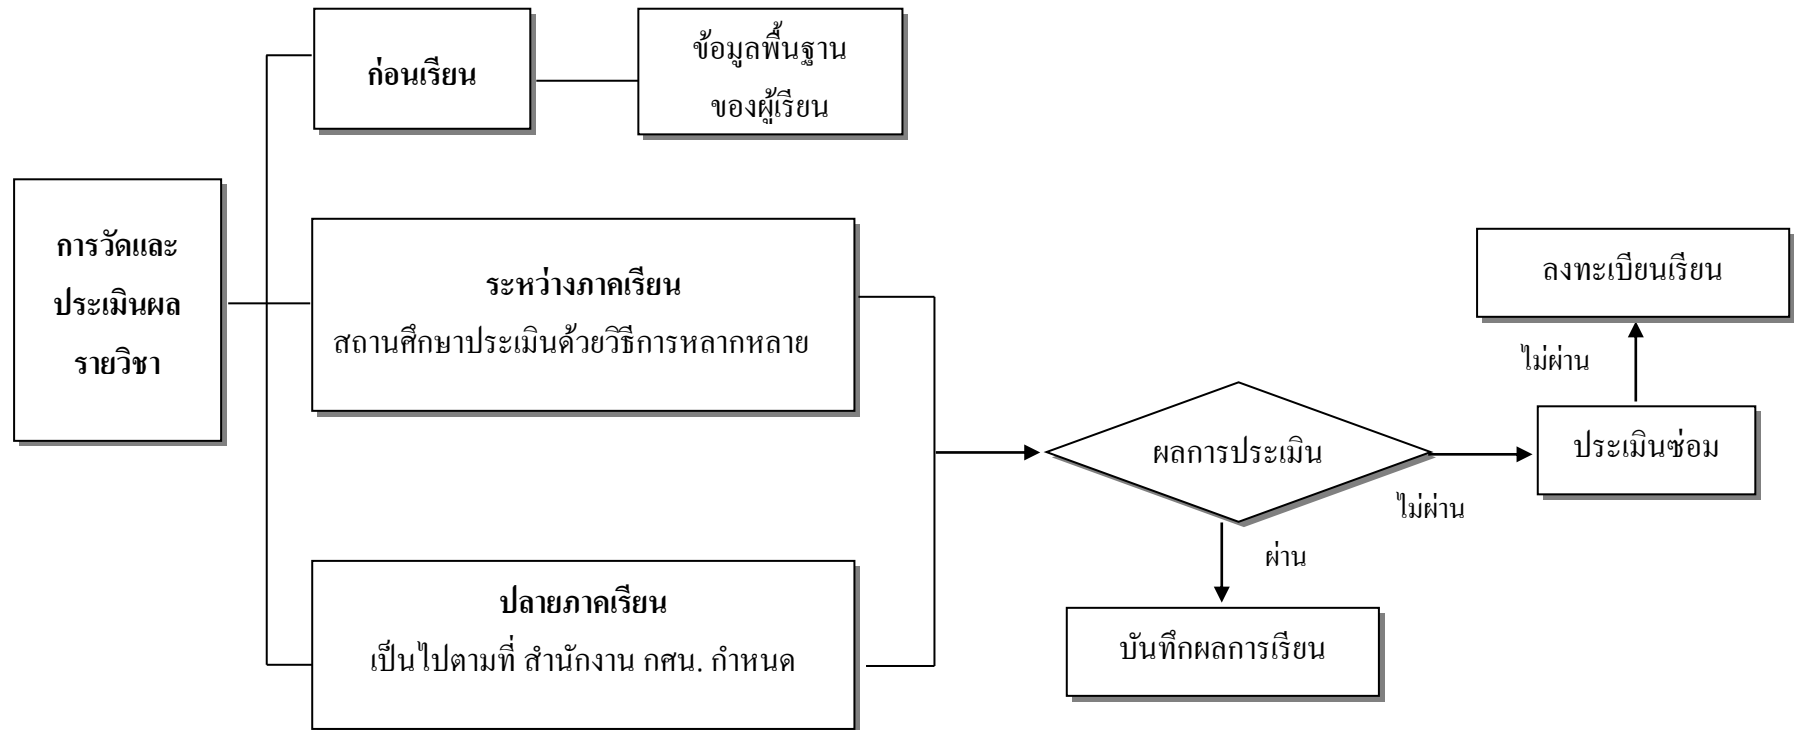 ก่อนเรียน
ข้อมูลพื้นฐาน
ของผู้เรียน
การวัดและ
ประเมินผล
รายวิชา
ระหว่างภาคเรียน
สถานศึกษาประเมินด้วยวิธีการหลากหลาย
ปลายภาคเรียน
เป็นไปตามที่ สำนักงาน กศน. กำหนด
ผลการประเมิน
ผ่าน
บันทึกผลการเรียน
ไม่ผ่าน
ประเมินซ่อม
ไม่ผ่าน
ลงทะเบียนเรียน